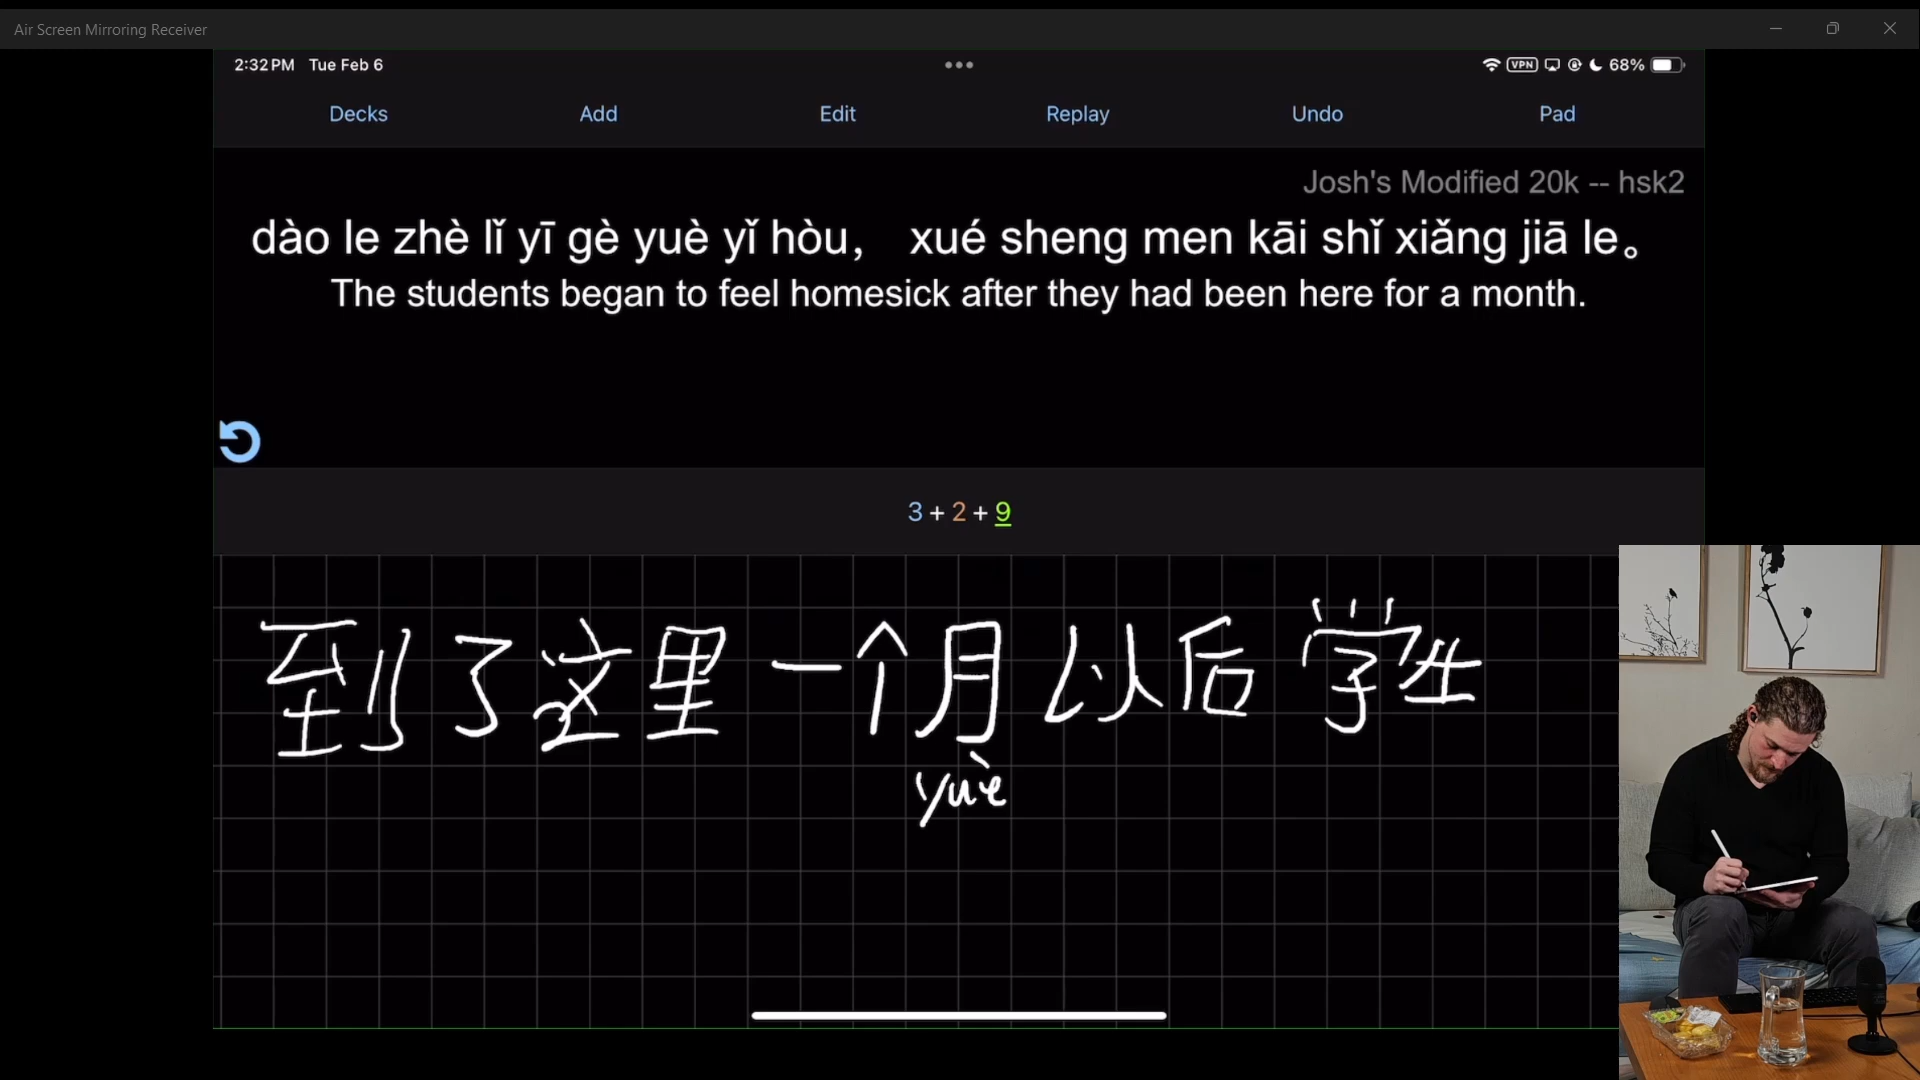 Air Screen Mirroring Receiver
2:32 PM Tue Feb 6 VPN 68%
Decks Add Edit Replay Undo Pad
Josh's Modified 20k -- hsk2
dào le zhè lǐ yī gè yuè yǐ hòu， xué sheng men kāi shǐ xiǎng jiā le。
The students began to feel homesick after they had been here for a month.
3 + 2 + 9
到了这里一个月以后学生
yuè